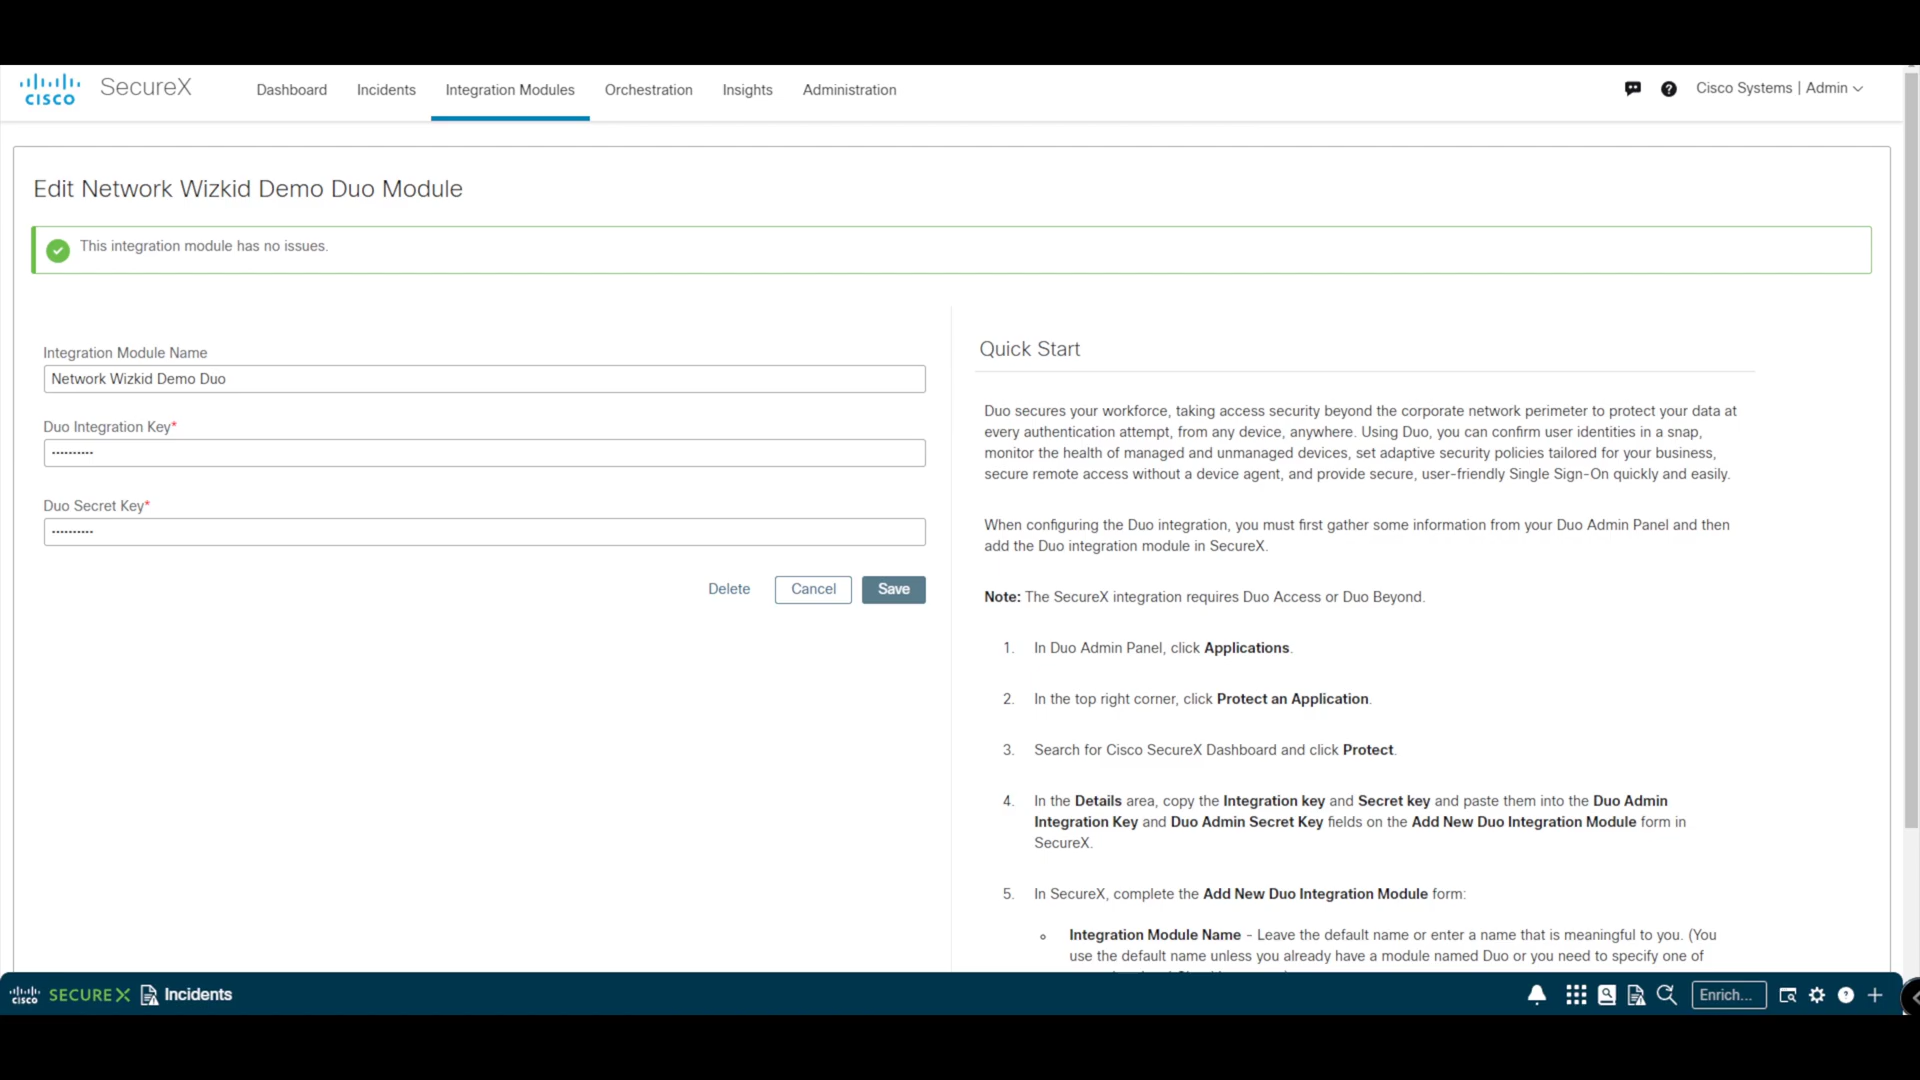 CISCO
SecureX
Dashboard
Incidents
Integration Modules
Orchestration
Insights
Administration
Cisco Systems | Admin
Edit Network Wizkid Demo Duo Module
This integration module has no issues.
Integration Module Name
Network Wizkid Demo Duo
Duo Integration Key*
••••••••••
Duo Secret Key*
••••••••••
Delete
Cancel
Save
Quick Start
Duo secures your workforce, taking access security beyond the corporate network perimeter to protect your data at
every authentication attempt, from any device, anywhere. Using Duo, you can confirm user identities in a snap,
monitor the health of managed and unmanaged devices, set adaptive security policies tailored for your business,
secure remote access without a device agent, and provide secure, user-friendly Single Sign-On quickly and easily.
When configuring the Duo integration, you must first gather some information from your Duo Admin Panel and then
add the Duo integration module in SecureX.
Note: The SecureX integration requires Duo Access or Duo Beyond.
1. In Duo Admin Panel, click Applications.
2. In the top right corner, click Protect an Application.
3. Search for Cisco SecureX Dashboard and click Protect.
4. In the Details area, copy the Integration key and Secret key and paste them into the Duo Admin
Integration Key and Duo Admin Secret Key fields on the Add New Duo Integration Module form in
SecureX.
5. In SecureX, complete the Add New Duo Integration Module form:
Integration Module Name - Leave the default name or enter a name that is meaningful to you. (You
use the default name unless you already have a module named Duo or you need to specify one of
CISCO SECUREX Incidents
Enrich...